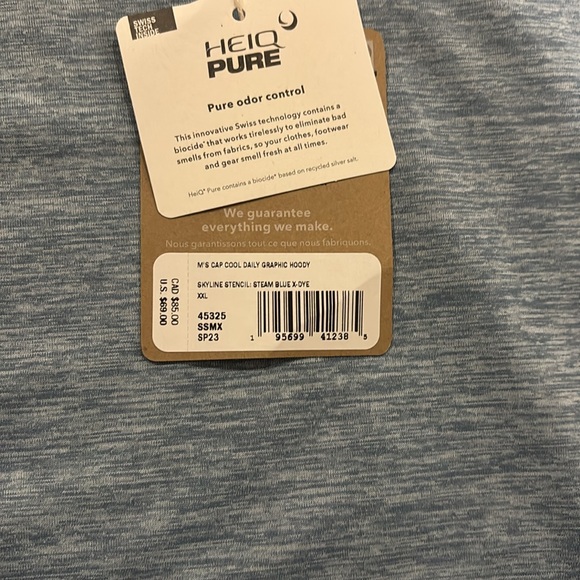 SWISS
TECH
INSIDE
HEIQ
PURE
Pure odor control
This innovative Swiss technology contains a
biocide* that works tirelessly to eliminate bad
smells from fabrics, so your clothes, footwear
and gear smell fresh at all times.
HeiQ® Pure contains a biocide* based on recycled silver salt.
We guarantee
everything we make.
Nous garantissons tout ce que nous fabriquons.
M'S CAP COOL DAILY GRAPHIC HOODY
SKYLINE STENCIL: STEAM BLUE X-DYE
XXL
45325
SSMX
SP23
CAD $85.00
U.S. $69.00
1 95699 41238 5